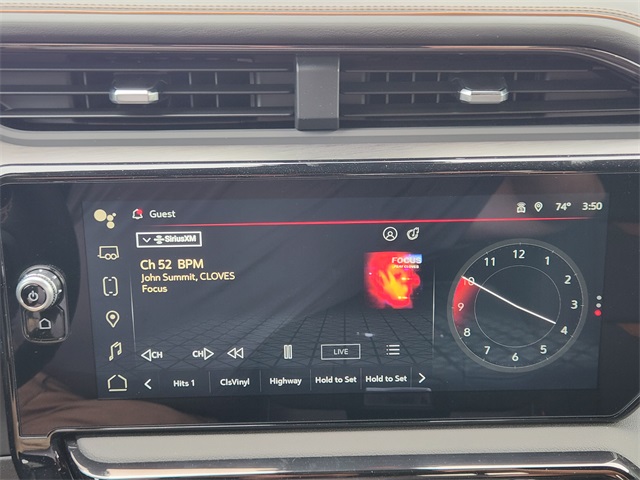 Guest
74° 3:50
SiriusXM
Ch 52 BPM
John Summit, CLOVES
Focus
FOCUS
CH CH LIVE
Hits 1 ClsVinyl Highway Hold to Set Hold to Set
12
11 1
10 2
9 3
8 4
7 5
6